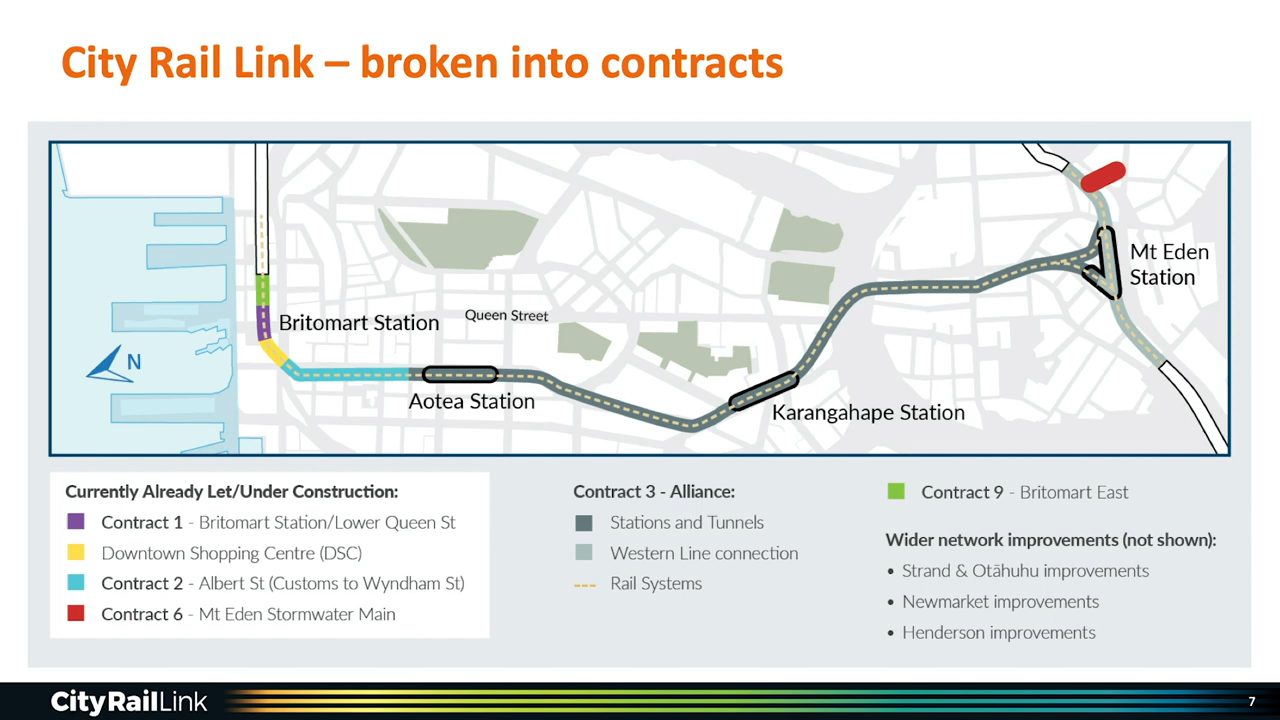 City Rail Link – broken into contracts
Mt Eden
Station
Britomart Station
Queen Street
N
Aotea Station
Karangahape Station
Currently Already Let/Under Construction:
Contract 1 - Britomart Station/Lower Queen St
Downtown Shopping Centre (DSC)
Contract 2 - Albert St (Customs to Wyndham St)
Contract 6 - Mt Eden Stormwater Main
Contract 3 - Alliance:
Stations and Tunnels
Western Line connection
Rail Systems
Contract 9 - Britomart East
Wider network improvements (not shown):
• Strand & Otāhuhu improvements
• Newmarket improvements
• Henderson improvements
CityRailLink
7